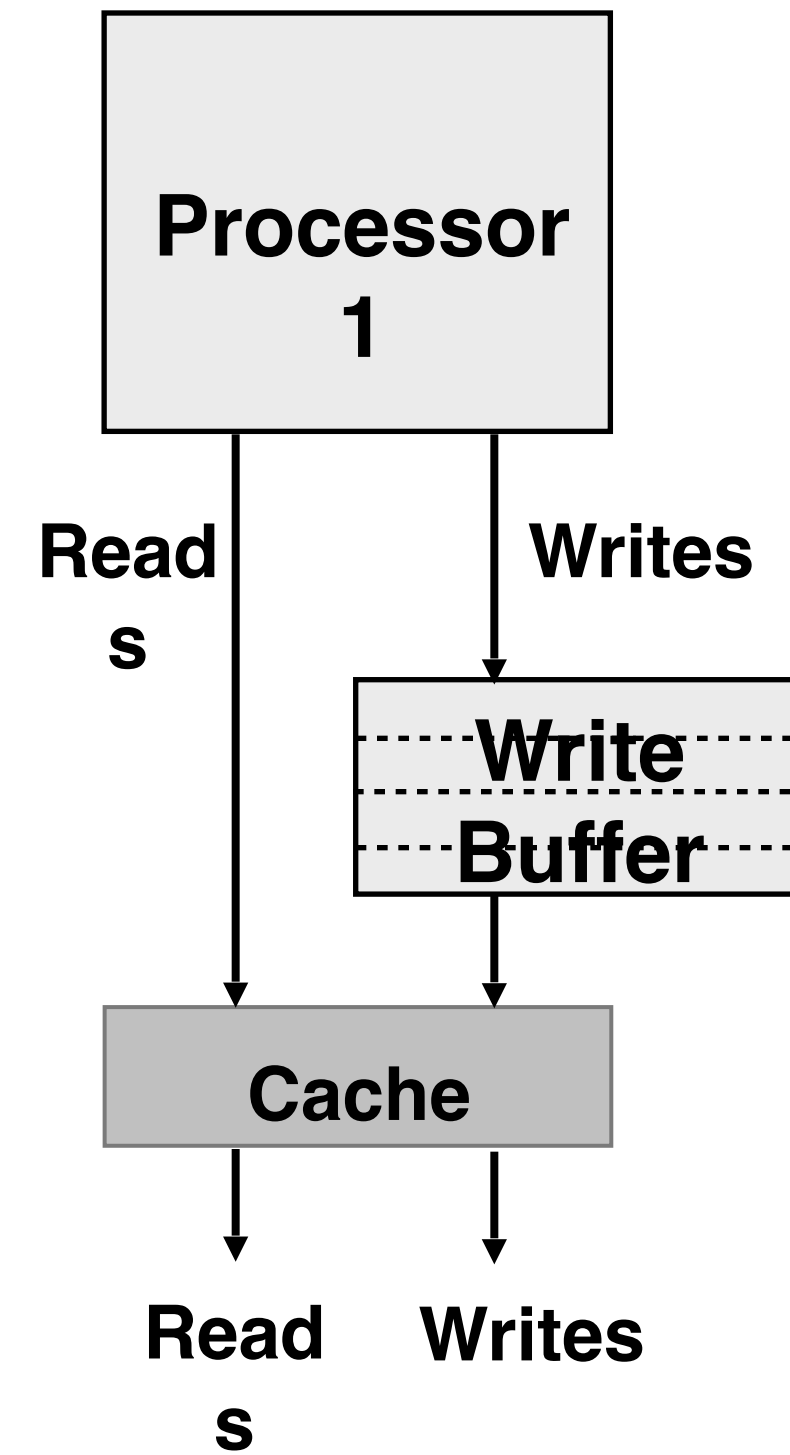 Processor
1
Read
s
Writes
Write
Buffer
Cache
Read
s
Writes